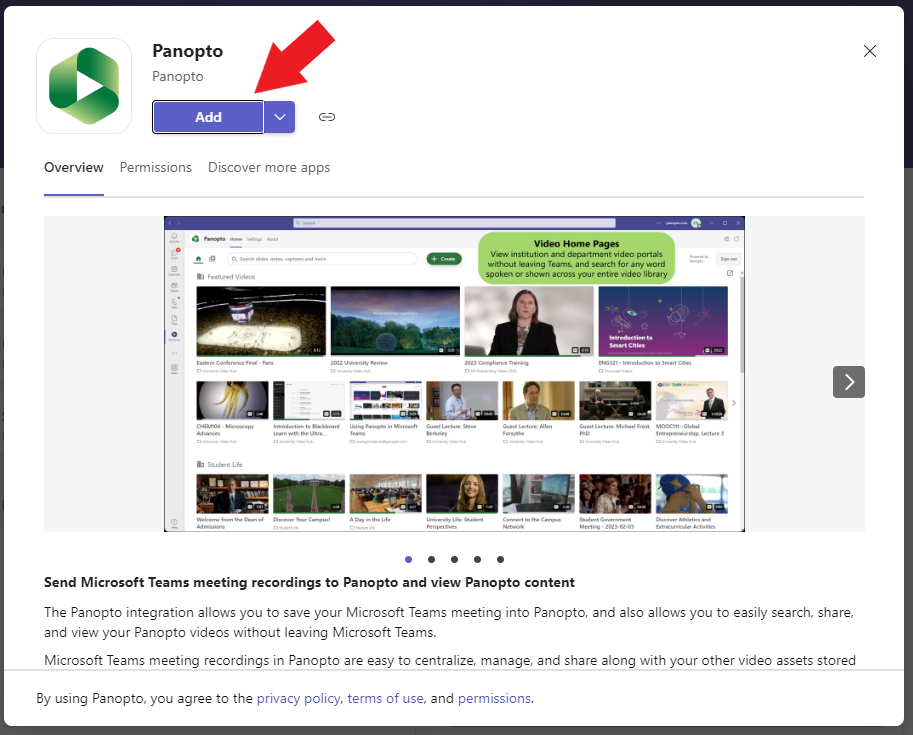 Panopto
Panopto
Add
Overview Permissions Discover more apps
Search
Panopto Home Settings About
Search slides, notes, captions and more
Create
Video Home Pages
View institution and department video portals
without leaving Teams, and search for any word
spoken or shown across your entire video library
Powered by
Panopto
Sign out
Featured Videos
Introduction to
Smart Cities
Eastern Conference Final - Fans
2022 University Review
2023 Compliance Training
ENG321 - Introduction to Smart Cities
CHEM104 - Microscopy
Advances
Introduction to Blackboard
Learn with the Ultra...
Using Panopto in Microsoft
Teams
Guest Lecture: Steve
Berkeley
Guest Lecture: Allen
Forsythe
Guest Lecture: Michael Frost,
PhD
MOOC111--Global
Entrepreneurship, Lecture 3
Student Life
Welcome from the Dean of
Admissions
Discover Your Campus!
A Day in the Life
University Life: Student
Perspectives
Connect to the Campus
Network
Student Government
Meeting - 2023-02-03
Discover Athletics and
Extracurricular Activities
Send Microsoft Teams meeting recordings to Panopto and view Panopto content
The Panopto integration allows you to save your Microsoft Teams meeting into Panopto, and also allows you to easily search, share,
and view your Panopto videos without leaving Microsoft Teams.
Microsoft Teams meeting recordings in Panopto are easy to centralize, manage, and share along with your other video assets stored
By using Panopto, you agree to the privacy policy, terms of use, and permissions.